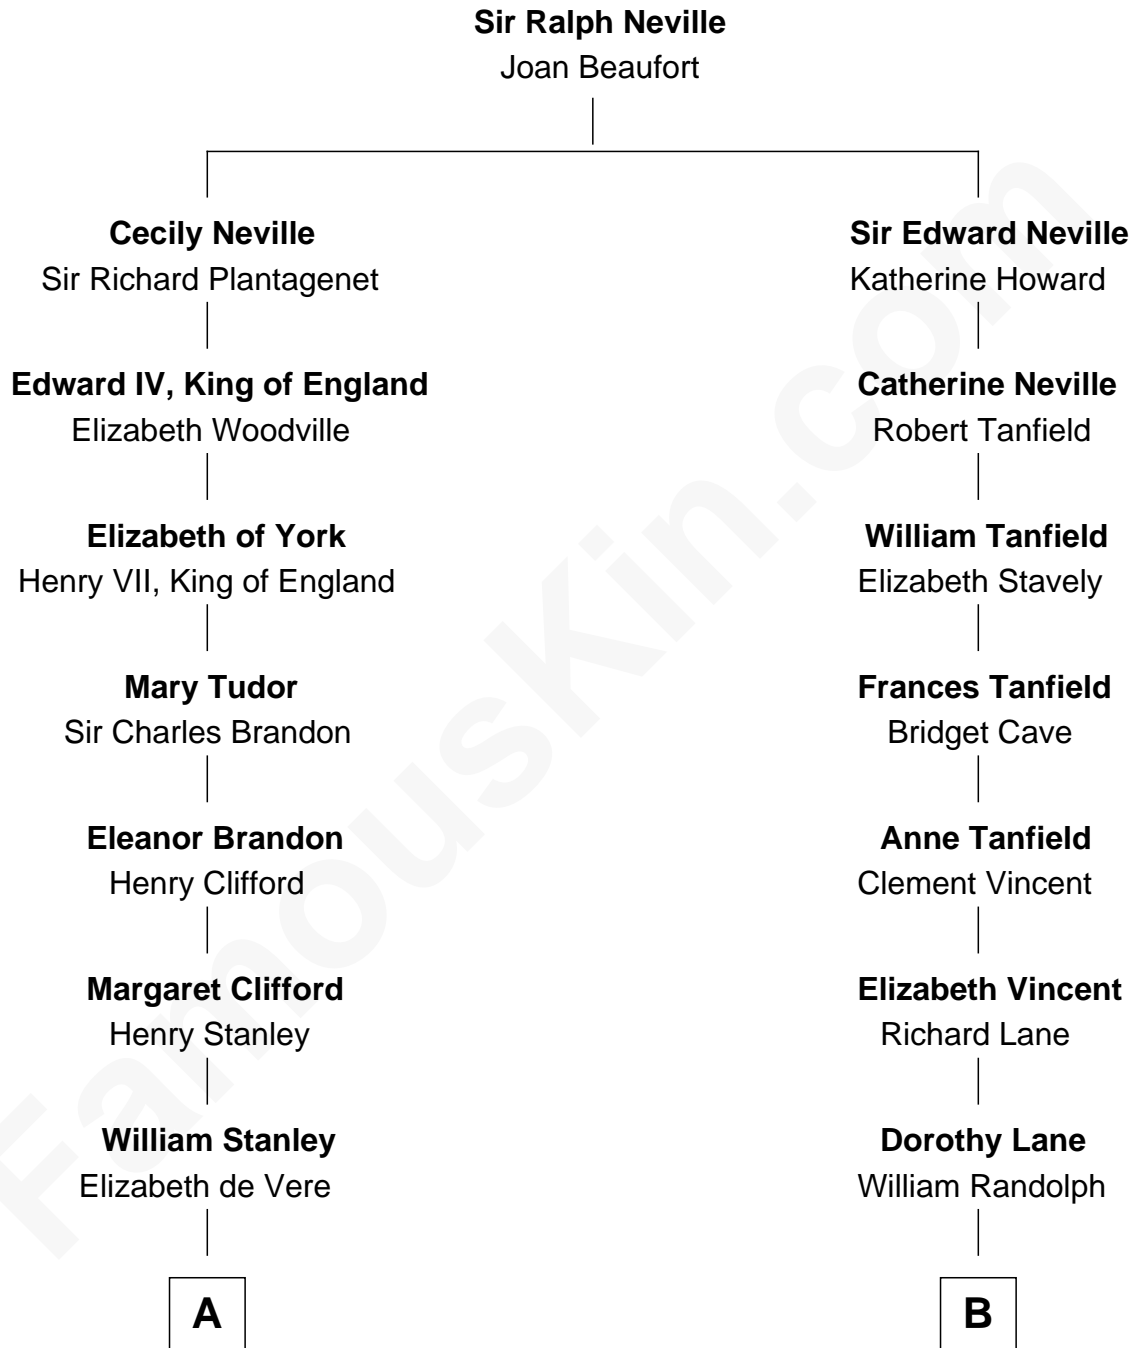 Sir Ralph Neville
Joan Beaufort
Cecily Neville
Sir Richard Plantagenet
Sir Edward Neville
Katherine Howard
Edward IV, King of England
Elizabeth Woodville
Catherine Neville
Robert Tanfield
Elizabeth of York
Henry VII, King of England
William Tanfield
Elizabeth Stavely
Mary Tudor
Sir Charles Brandon
Frances Tanfield
Bridget Cave
Eleanor Brandon
Henry Clifford
Anne Tanfield
Clement Vincent
Margaret Clifford
Henry Stanley
Elizabeth Vincent
Richard Lane
William Stanley
Elizabeth de Vere
Dorothy Lane
William Randolph
A
B
FamousKin.com